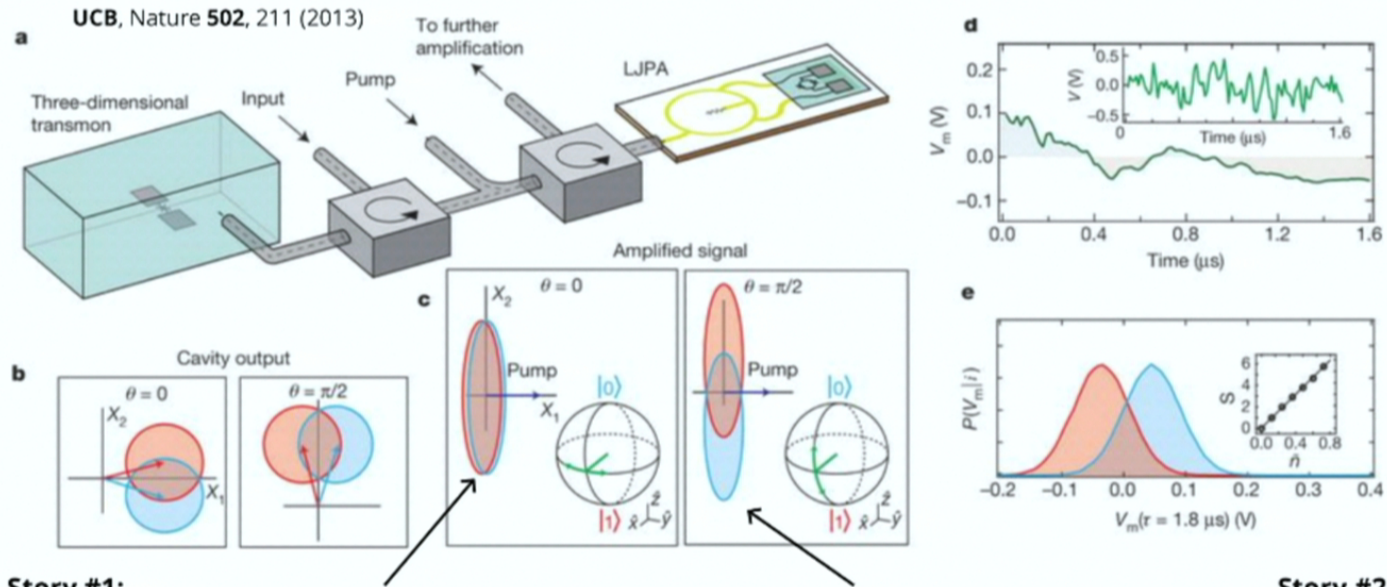 UCB, Nature 502, 211 (2013)
a
Three-dimensional
transmon
Input
Pump
To further
amplification
LJPA
b
Cavity output
θ = 0
X2
X1
θ = π/2
c
Amplified signal
θ = 0
X2
Pump
X1
|0⟩
|1⟩
x̂ ẑ ŷ
θ = π/2
Pump
|0⟩
|1⟩
x̂ ẑ ŷ
d
Vm (V)
0.2
0.1
0.0
−0.1
0.0 0.4 0.8 1.2 1.6
Time (μs)
V (V)
0.5
−0.5
0 1.6
Time (μs)
e
P(Vm|i)
−0.2 −0.1 0.0 0.1 0.2 0.3 0.4
Vm(r = 1.8 μs) (V)
S
6
4
2
0
0.0 0.4 0.8
n̄
Story #1:
Story #2